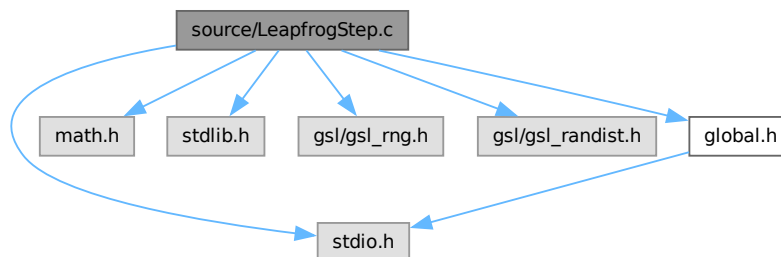 source/LeapfrogStep.c
math.h
stdlib.h
gsl/gsl_rng.h
gsl/gsl_randist.h
global.h
stdio.h